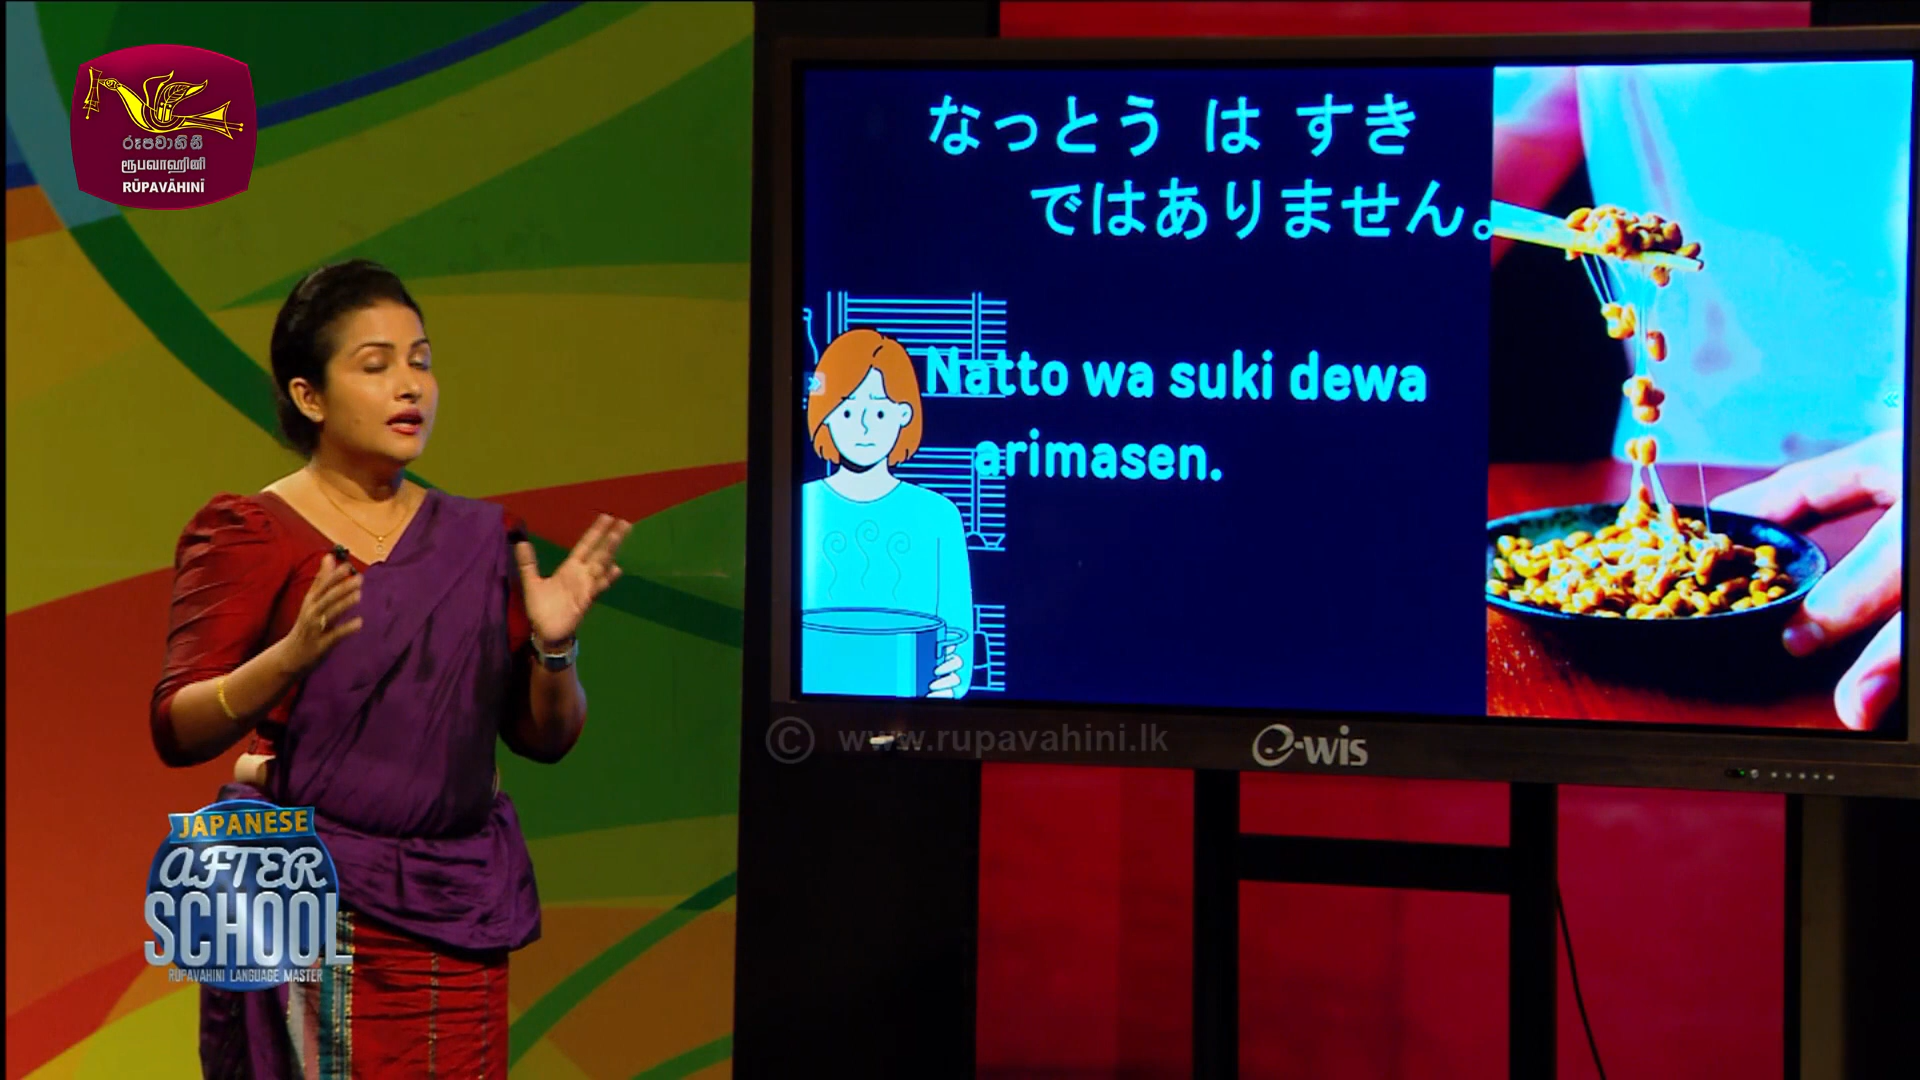 රූපවාහිනී
ரூபவாஹினி
RŪPAVĀHINĪ
なっとう は すき
ではありません。
Natto wa suki dewa
arimasen.
© www.rupavahini.lk
e-wis
JAPANESE
AFTER
SCHOOL
RUPAVAHINI LANGUAGE MASTER